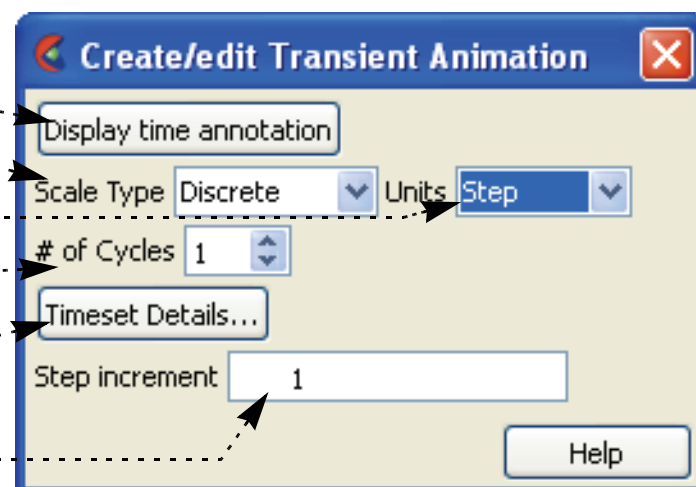 Create/edit Transient Animation
Display time annotation
Scale Type Discrete Units Step
# of Cycles 1
Timeset Details...
Step increment 1
Help